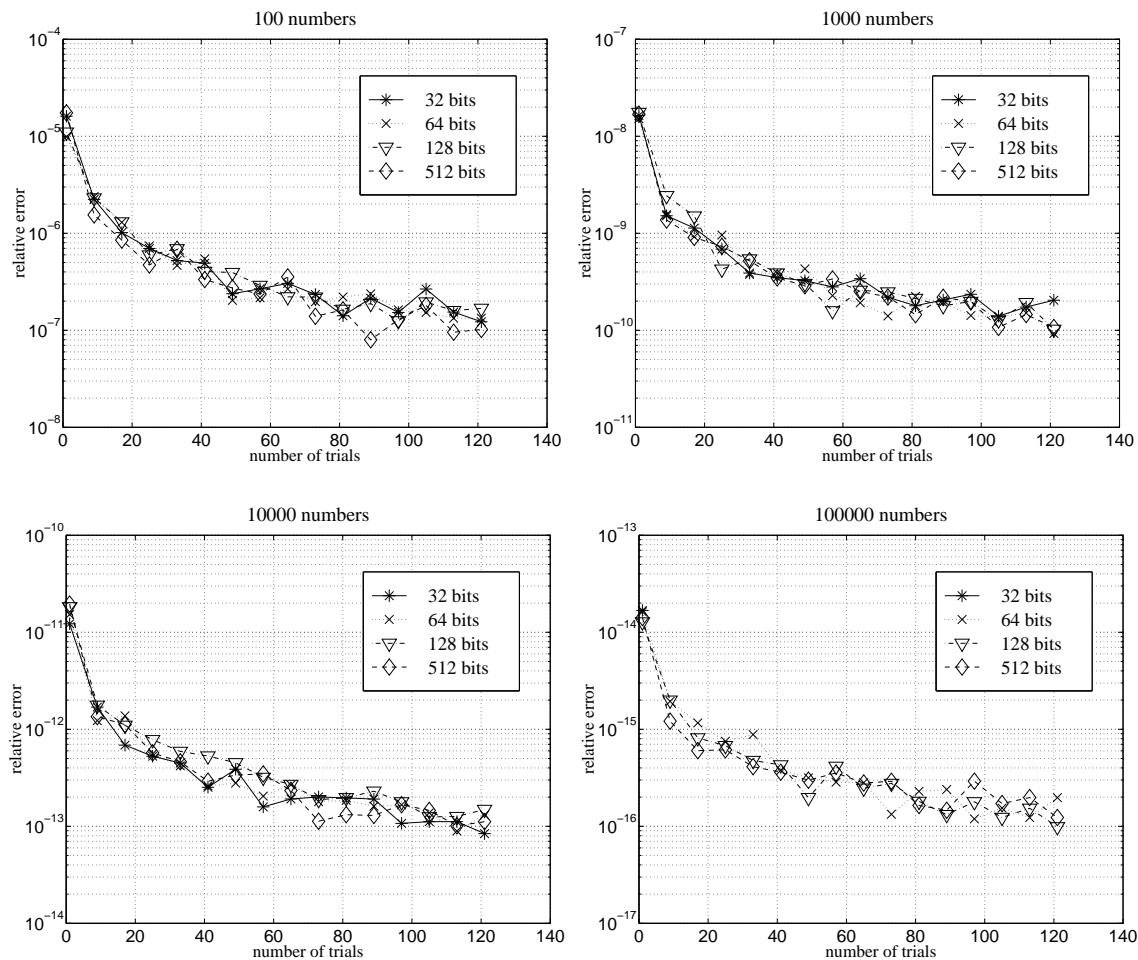 100 numbers
10−4
10−5
10−6
10−7
10−8
relative error
0 20 40 60 80 100 120 140
number of trials
32 bits
64 bits
128 bits
512 bits
1000 numbers
10−7
10−8
10−9
10−10
10−11
relative error
0 20 40 60 80 100 120 140
number of trials
32 bits
64 bits
128 bits
512 bits
10000 numbers
10−10
10−11
10−12
10−13
10−14
relative error
0 20 40 60 80 100 120 140
number of trials
32 bits
64 bits
128 bits
512 bits
100000 numbers
10−13
10−14
10−15
10−16
10−17
relative error
0 20 40 60 80 100 120 140
number of trials
32 bits
64 bits
128 bits
512 bits